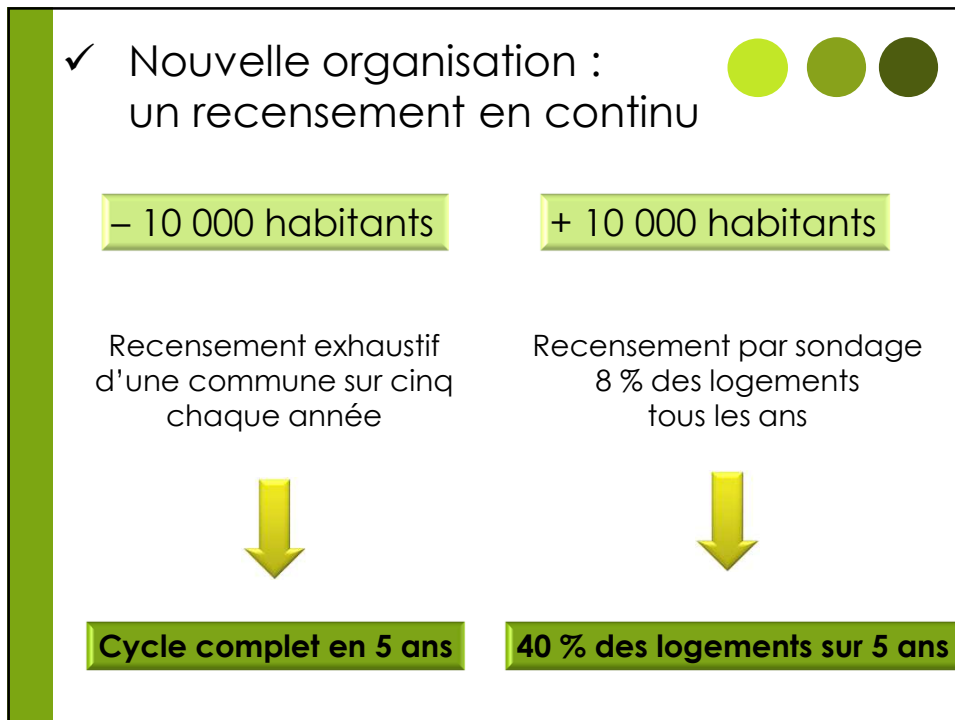 ✓ Nouvelle organisation :
un recensement en continu
– 10 000 habitants
+ 10 000 habitants
Recensement exhaustif
d’une commune sur cinq
chaque année
Recensement par sondage
8 % des logements
tous les ans
Cycle complet en 5 ans
40 % des logements sur 5 ans